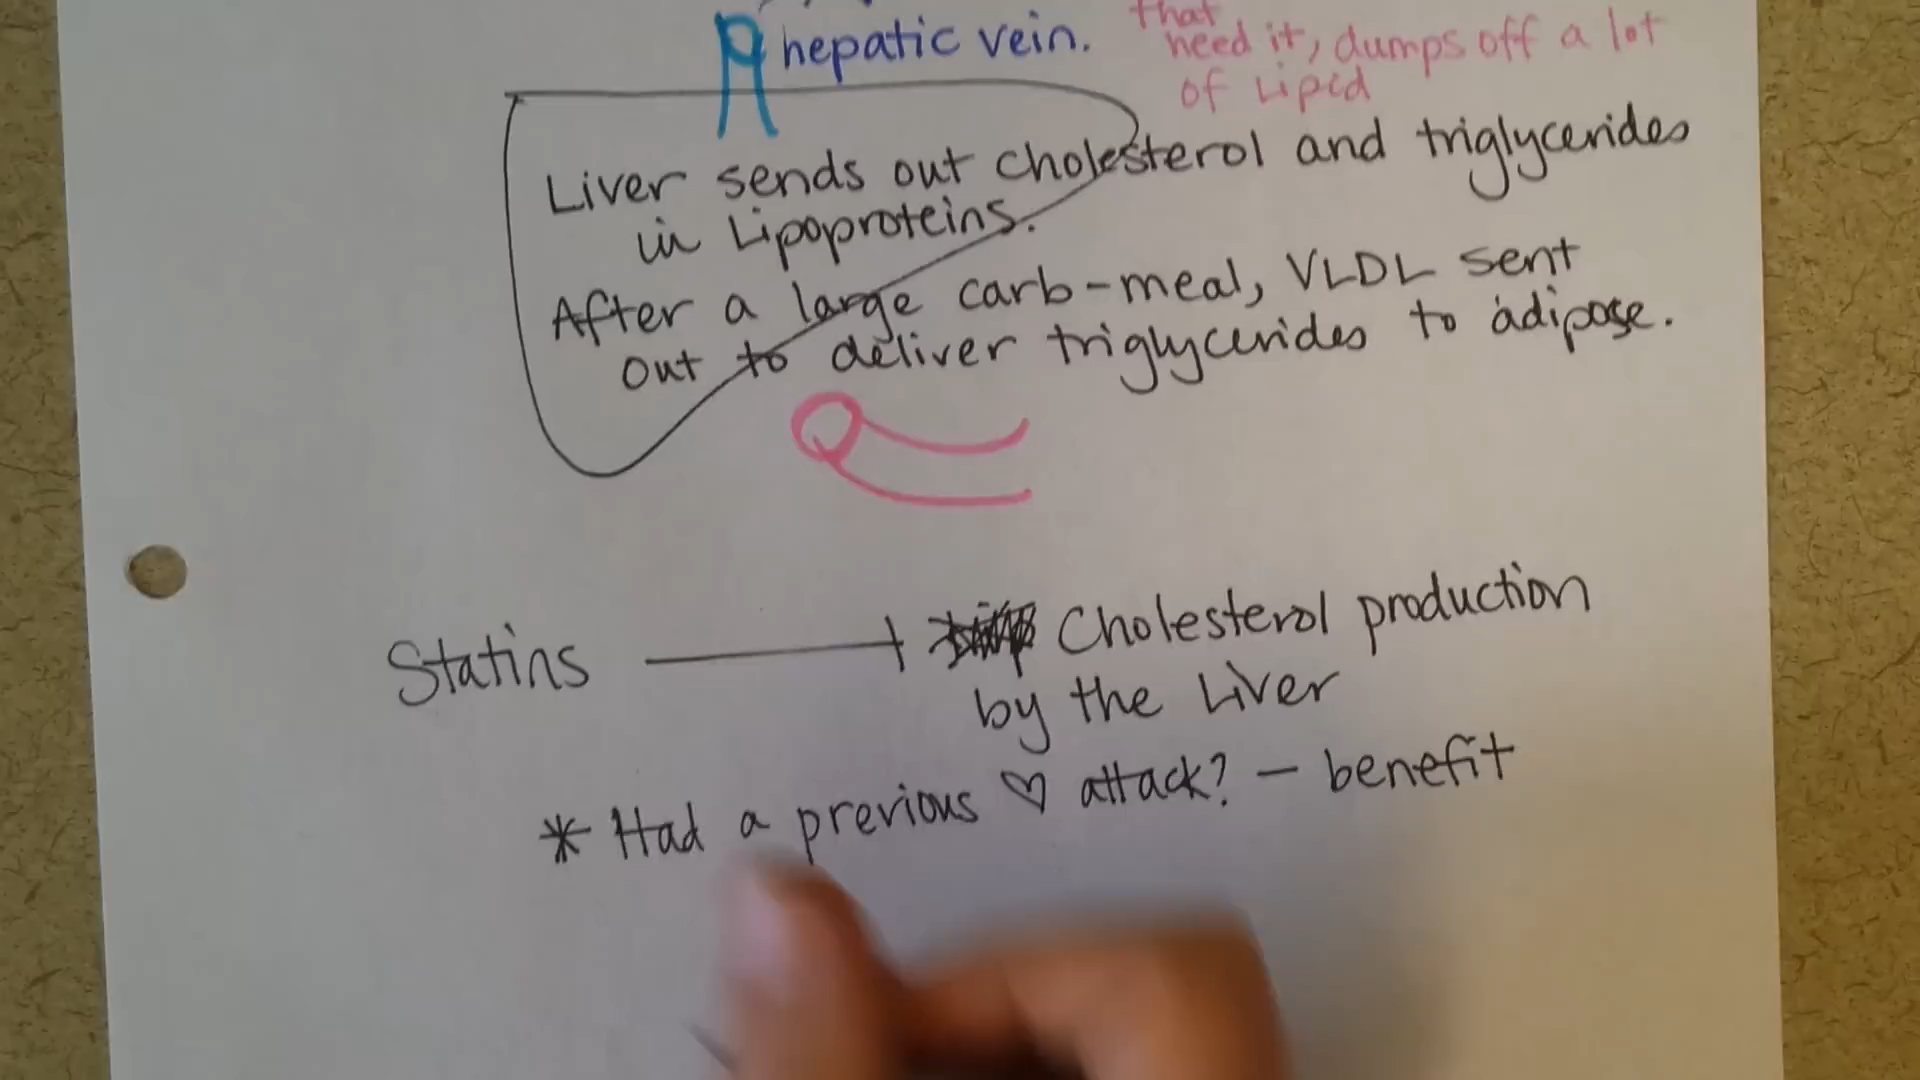 that
hepatic vein. need it, dumps off a lot
of Lipid
Liver sends out cholesterol and triglycerides
in Lipoproteins.
After a large carb-meal, VLDL sent
out to deliver triglycerides to adipose.
Statins Cholesterol production
by the Liver
* Had a previous ♡ attack? - benefit